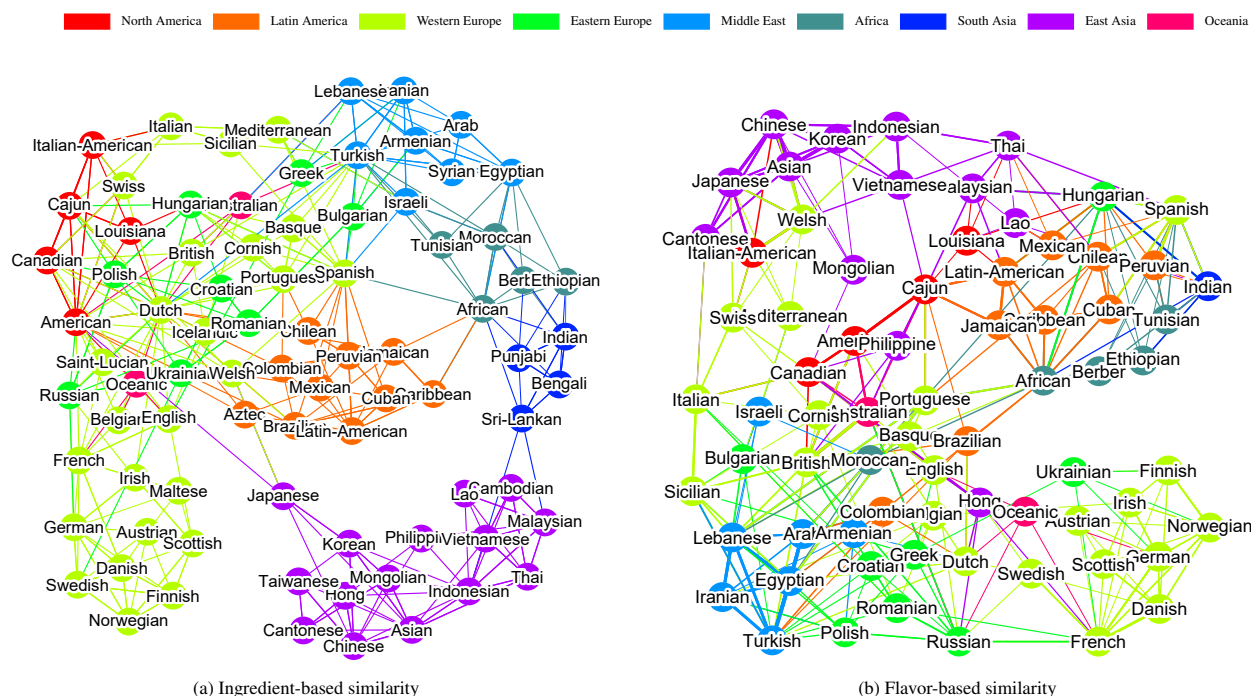 North America Latin America Western Europe Eastern Europe Middle East Africa South Asia East Asia Oceania
Lebanese
Italian
Mediterranean
Arab
Italian-American
Sicilian
Armenian
Turkish
Greek
Syrian
Egyptian
Swiss
Cajun
Hungarian
Israeli
Bulgarian
Basque
Louisiana
Moroccan
Tunisian
British
Cornish
Canadian
Polish
Croatian
Spanish
Ethiopian
Dutch
African
American
Romanian
Indian
Peruvian
Punjabi
Saint-Lucian
Welsh
Oceanic
Mexican
Bengali
Russian
Cuban
Caribbean
Aztec
English
Latin-American
Sri-Lankan
French
Irish
Maltese
Japanese
Lao
Cambodian
Malaysian
German
Austrian
Scottish
Korean
Vietnamese
Danish
Swedish
Finnish
Taiwanese
Mongolian
Hong
Thai
Indonesian
Norwegian
Cantonese
Asian
Chinese
(a) Ingredient-based similarity
Chinese
Korean
Indonesian
Thai
Asian
Japanese
Vietnamese
Hungarian
Spanish
Welsh
Lao
Cantonese
Louisiana
Mexican
Italian-American
Mongolian
Latin-American
Peruvian
Cajun
Indian
Cuban
Tunisian
Jamaican
Philippine
Ethiopian
Canadian
Berber
African
Italian
Israeli
Cornish
Portuguese
Brazilian
Bulgarian
British
Moroccan
English
Ukrainian
Finnish
Sicilian
Irish
Colombian
Hong
Oceanic
Austrian
Norwegian
Lebanese
Armenian
Greek
Dutch
German
Scottish
Egyptian
Croatian
Swedish
Iranian
Romanian
Danish
Turkish
Polish
Russian
French
(b) Flavor-based similarity